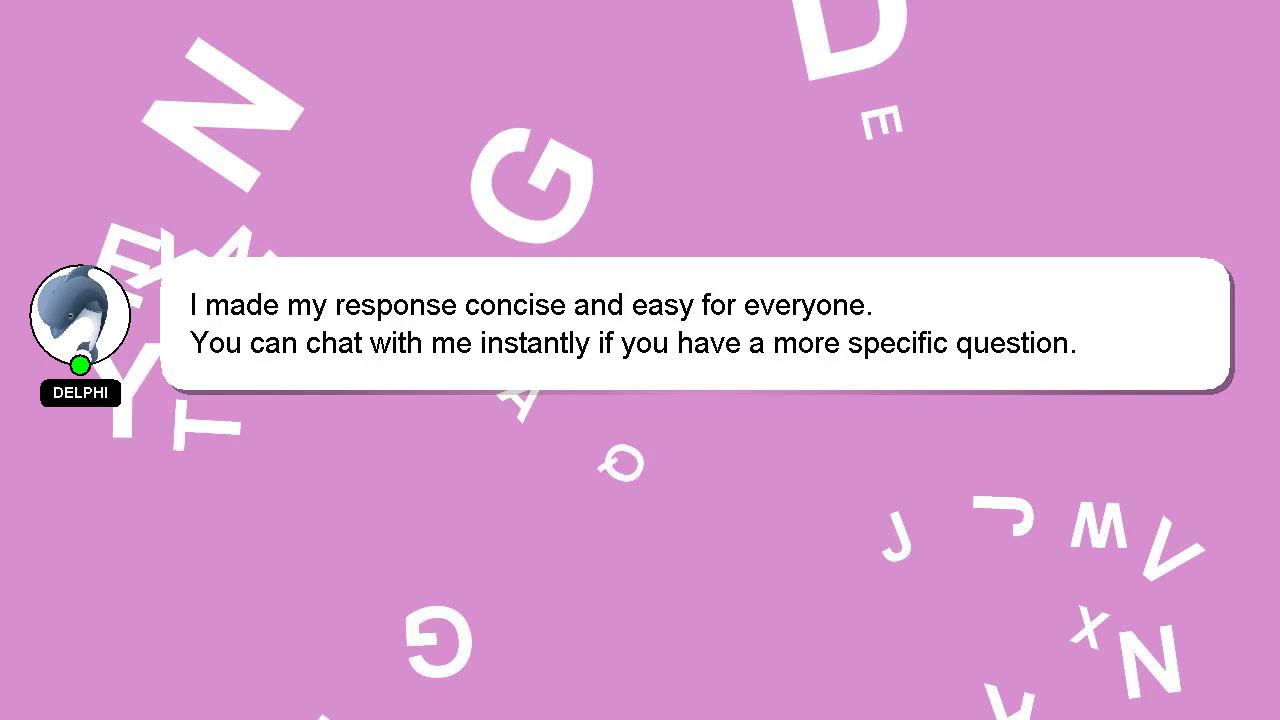 D
N
E
G
E
Y
N
I made my response concise and easy for everyone.
You can chat with me instantly if you have a more specific question.
DELPHI
Y
A
T
Q
J
J
W
V
X
G
N